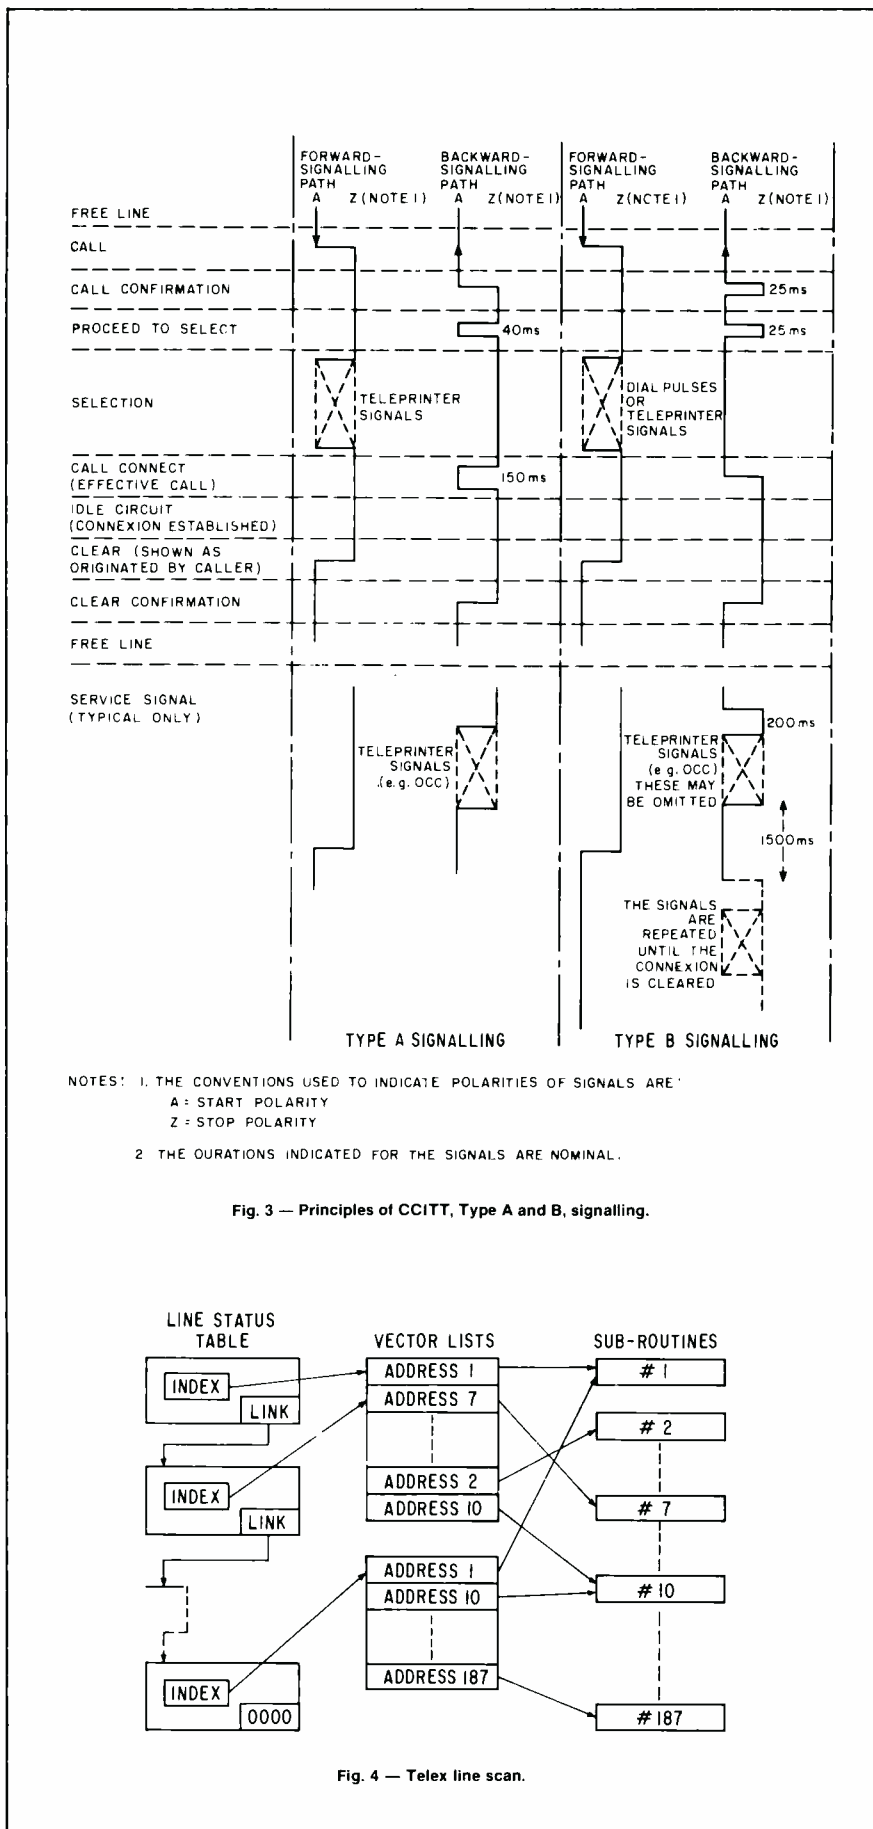 FORWARD-
SIGNALLING
PATH
A Z (NOTE 1)
BACKWARD-
SIGNALLING
PATH
A Z (NOTE 1)
FORWARD-
SIGNALLING
PATH
A Z (NCTE 1)
BACKWARD-
SIGNALLING
PATH
A Z (NOTE 1)
FREE LINE
CALL
CALL CONFIRMATION
25ms
PROCEED TO SELECT
40ms
25ms
SELECTION
TELEPRINTER
SIGNALS
DIAL PULSES
OR
TELEPRINTER
SIGNALS
CALL CONNECT
(EFFECTIVE CALL)
150ms
IDLE CIRCUIT
(CONNEXION ESTABLISHED)
CLEAR (SHOWN AS
ORIGINATED BY CALLER)
CLEAR CONFIRMATION
FREE LINE
SERVICE SIGNAL
(TYPICAL ONLY)
TELEPRINTER
SIGNALS
.(e.g. OCC)
200ms
TELEPRINTER
SIGNALS
(e.g. OCC)
THESE MAY
BE OMITTED
1500ms
THE SIGNALS
ARE
REPEATED
UNTIL THE
CONNEXION
IS CLEARED
TYPE A SIGNALLING
TYPE B SIGNALLING
NOTES: 1. THE CONVENTIONS USED TO INDICATE POLARITIES OF SIGNALS ARE:
A = START POLARITY
Z = STOP POLARITY
2 THE OURATIONS INDICATED FOR THE SIGNALS ARE NOMINAL.
Fig. 3 — Principles of CCITT, Type A and B, signalling.
LINE STATUS
TABLE
VECTOR LISTS
SUB-ROUTINES
INDEX
LINK
INDEX
LINK
INDEX
0000
ADDRESS 1
ADDRESS 7
ADDRESS 2
ADDRESS 10
ADDRESS 1
ADDRESS 10
ADDRESS 187
# 1
# 2
# 7
# 10
# 187
Fig. 4 — Telex line scan.